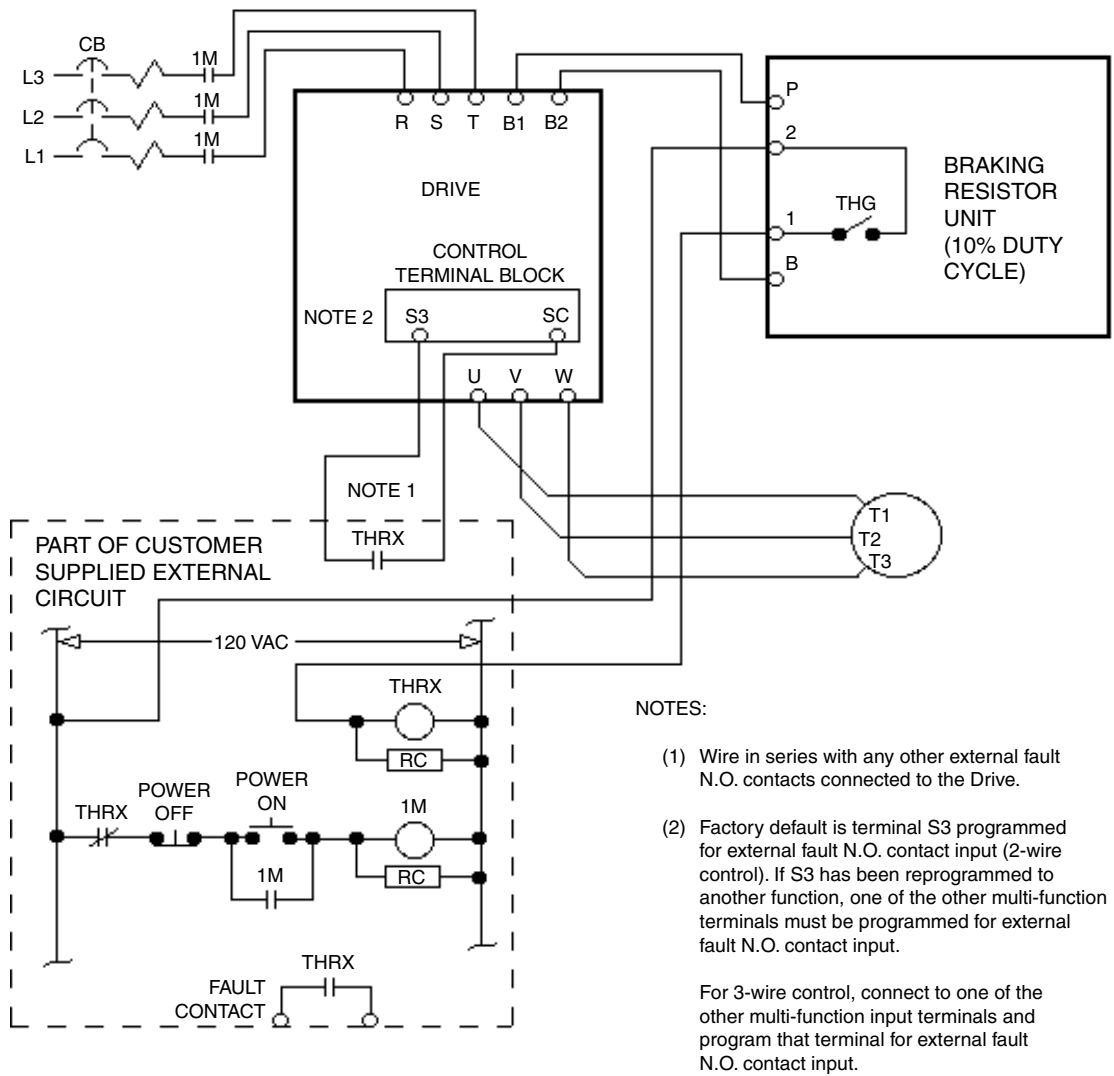 CB
1M
L3
1M
L2
1M
L1
R S T B1 B2
DRIVE
CONTROL
TERMINAL BLOCK
NOTE 2
S3
SC
U V W
P
2
1
B
THG
BRAKING
RESISTOR
UNIT
(10% DUTY
CYCLE)
NOTE 1
THRX
T1
T2
T3
PART OF CUSTOMER
SUPPLIED EXTERNAL
CIRCUIT
120 VAC
THRX
RC
THRX
POWER
OFF
POWER
ON
1M
1M
RC
THRX
FAULT
CONTACT
NOTES:
(1) Wire in series with any other external fault
N.O. contacts connected to the Drive.
(2) Factory default is terminal S3 programmed
for external fault N.O. contact input (2-wire
control). If S3 has been reprogrammed to
another function, one of the other multi-function
terminals must be programmed for external
fault N.O. contact input.
For 3-wire control, connect to one of the
other multi-function input terminals and
program that terminal for external fault
N.O. contact input.